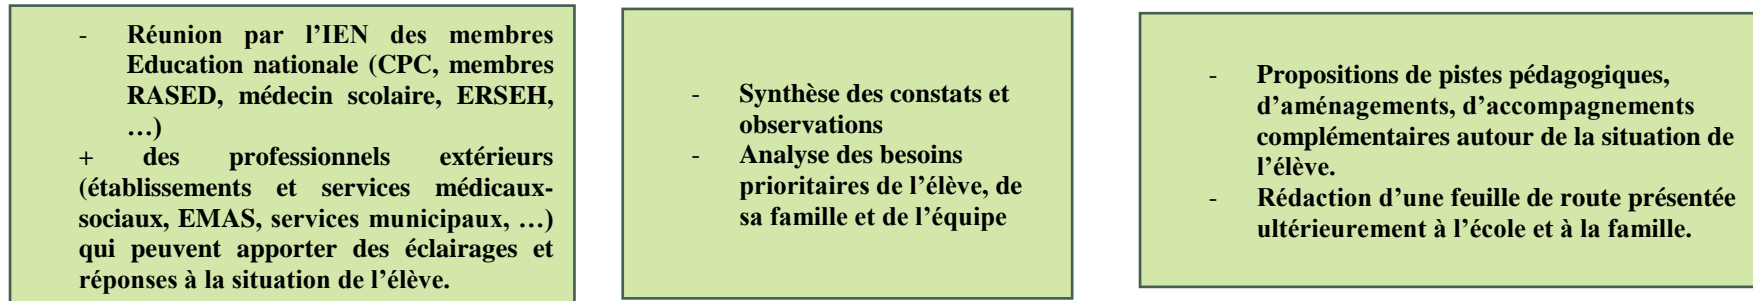 - Réunion par l’IEN des membres
Education nationale (CPC, membres
RASED, médecin scolaire, ERSEH,
…)
+ des professionnels extérieurs
(établissements et services médicaux-
sociaux, EMAS, services municipaux, …)
qui peuvent apporter des éclairages et
réponses à la situation de l’élève.
- Synthèse des constats et
observations
- Analyse des besoins
prioritaires de l’élève, de
sa famille et de l’équipe
- Propositions de pistes pédagogiques,
d’aménagements, d’accompagnements
complémentaires autour de la situation de
l’élève.
- Rédaction d’une feuille de route présentée
ultérieurement à l’école et à la famille.